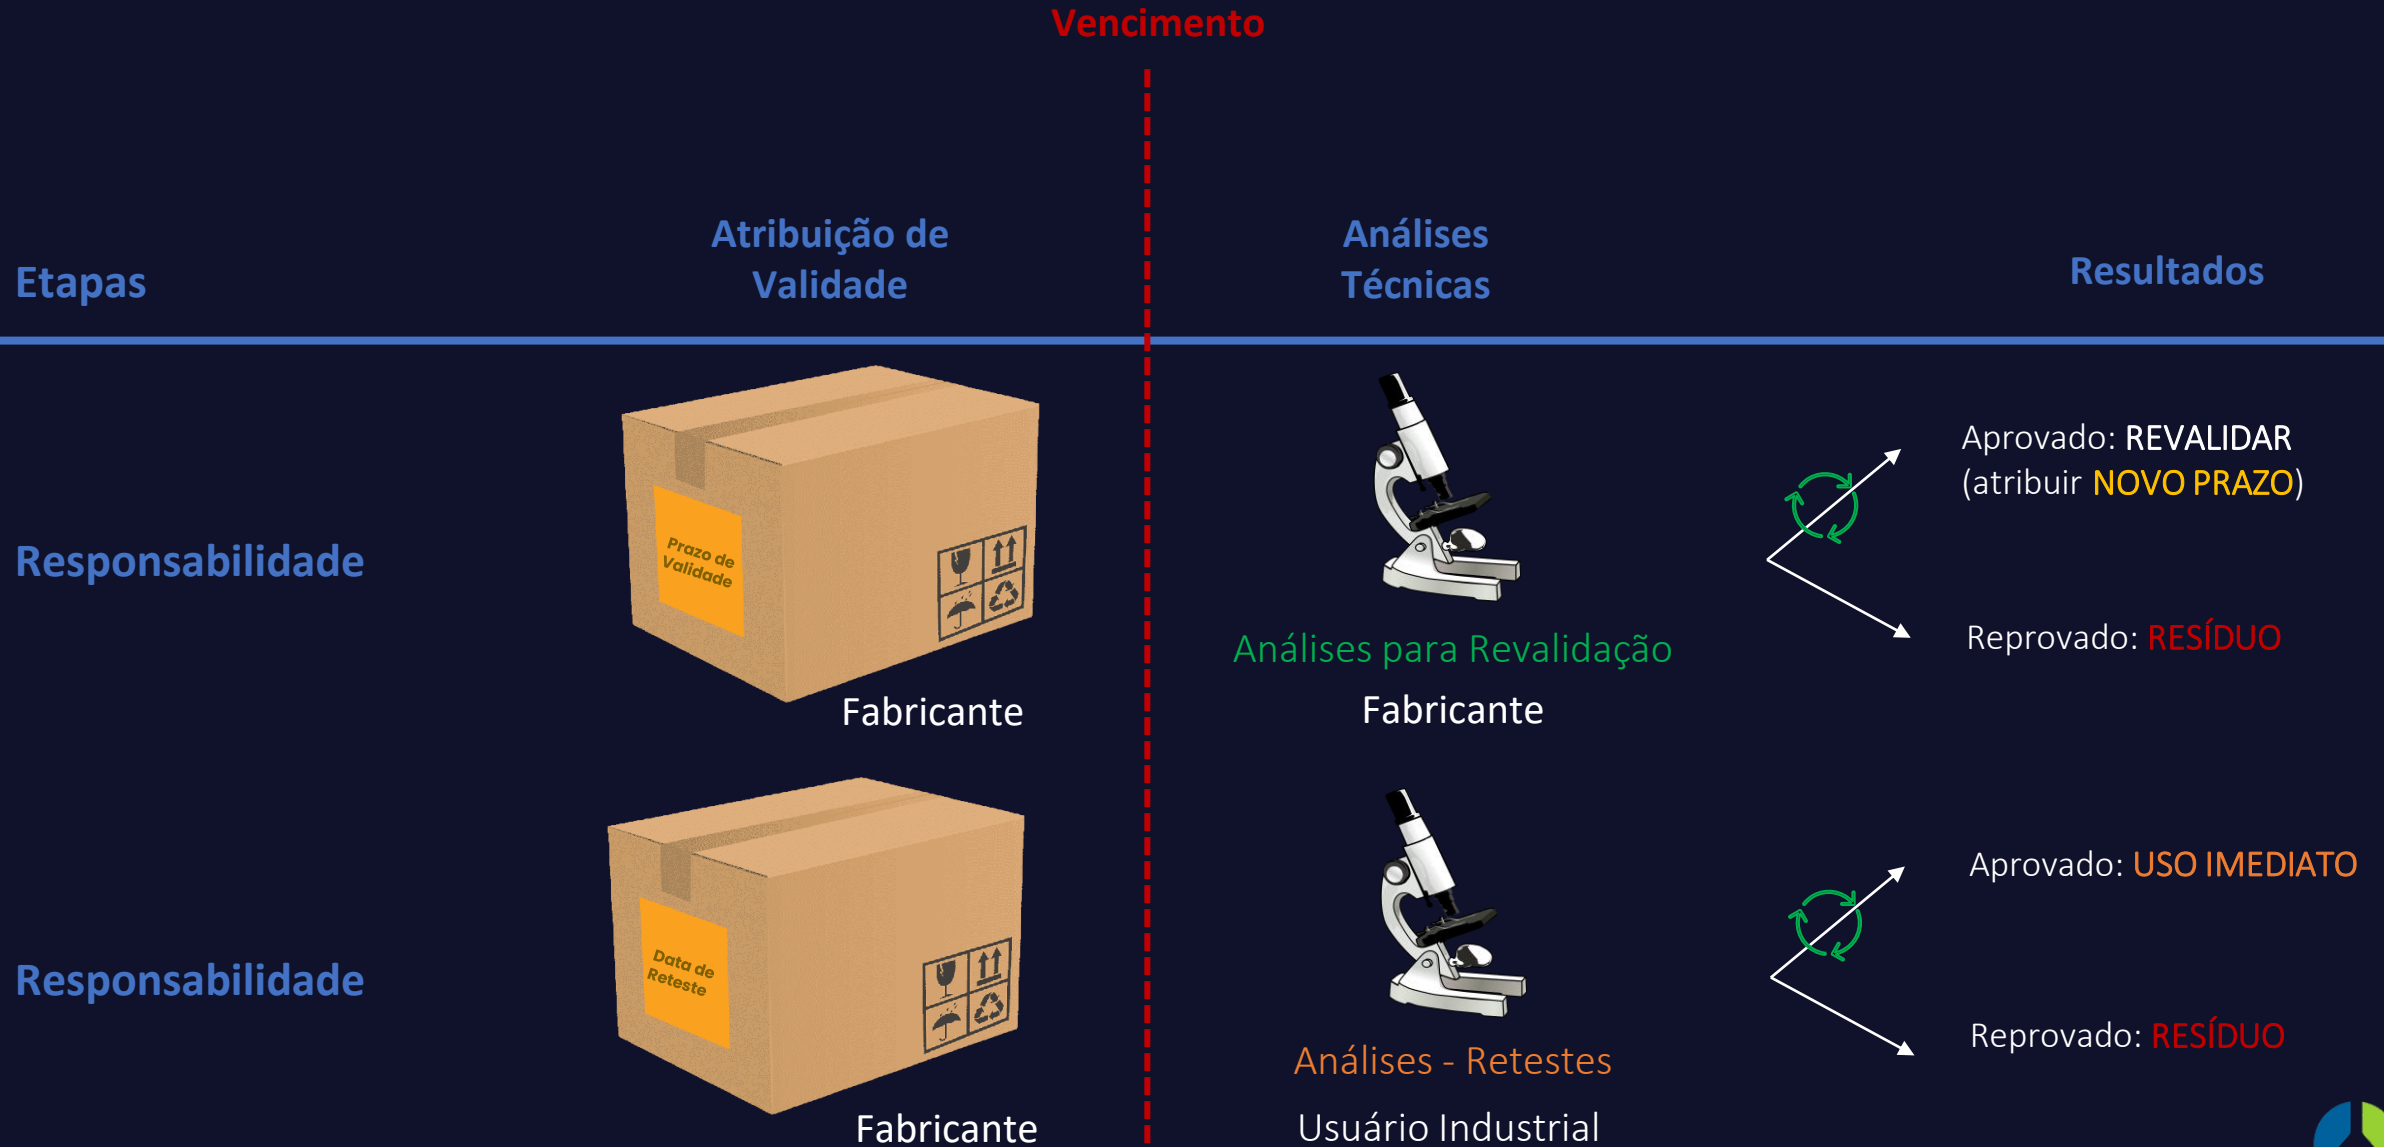 Vencimento
Etapas
Atribuição de
Validade
Análises
Técnicas
Resultados
Responsabilidade
Prazo de
Validade
Fabricante
Análises para Revalidação
Fabricante
Aprovado: REVALIDAR
(atribuir NOVO PRAZO)
Reprovado: RESÍDUO
Responsabilidade
Data de
Reteste
Fabricante
Análises - Retestes
Usuário Industrial
Aprovado: USO IMEDIATO
Reprovado: RESÍDUO